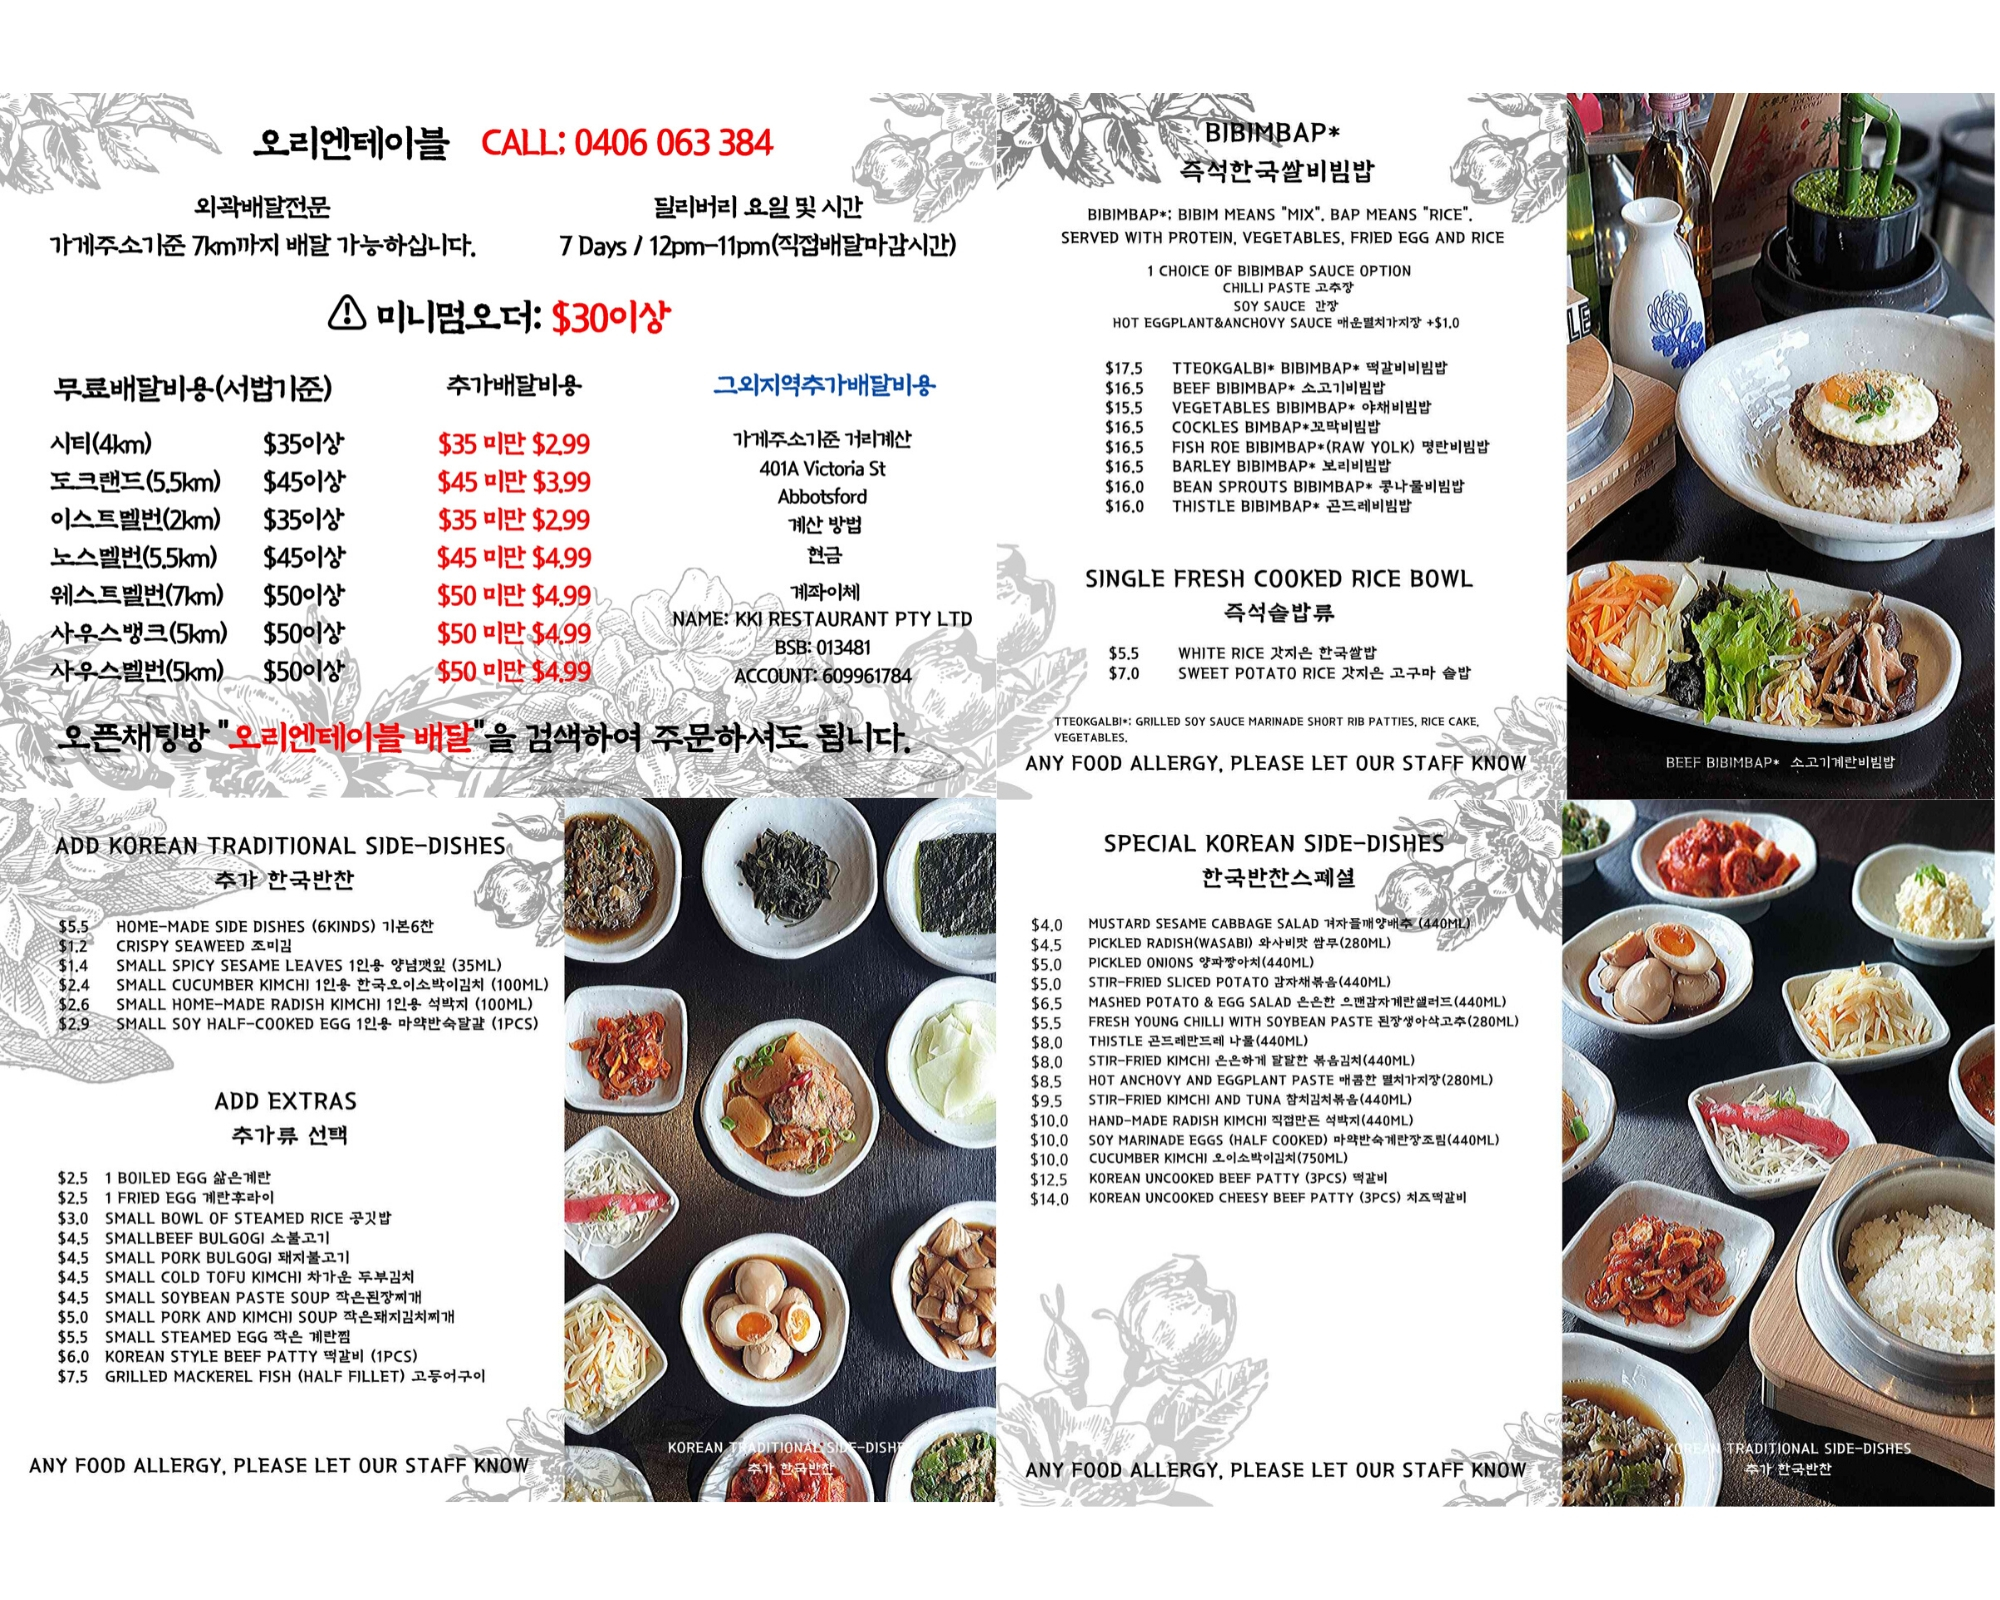 오리엔테이블 CALL: 0406 063 384
외곽배달전문
가게주소기준 7km까지 배달 가능하십니다.
딜리버리 요일 및 시간
7 Days / 12pm-11pm(직접배달마감시간)
미니멈오더: $30이상
무료배달비용(서법기준) 추가배달비용
시티(4km) $35이상 $35 미만 $2.99
도크랜드(5.5km) $45이상 $45 미만 $3.99
이스트멜번(2km) $35이상 $35 미만 $2.99
노스멜번(5.5km) $45이상 $45 미만 $4.99
웨스트멜번(7km) $50이상 $50 미만 $4.99
사우스뱅크(5km) $50이상 $50 미만 $4.99
사우스멜번(5km) $50이상 $50 미만 $4.99
그외지역추가배달비용
가게주소기준 거리계산
401A Victoria St
Abbotsford
계산 방법
현금
계좌이체
NAME: KKI RESTAURANT PTY LTD
BSB: 013481
ACCOUNT: 609961784
오픈채팅방 "오리엔테이블 배달"을 검색하여 주문하셔도 됩니다.
BIBIMBAP*
즉석한국쌀비빔밥
BIBIMBAP*: BIBIM MEANS "MIX". BAP MEANS "RICE".
SERVED WITH PROTEIN, VEGETABLES, FRIED EGG AND RICE
1 CHOICE OF BIBIMBAP SAUCE OPTION
CHILLI PASTE 고추장
SOY SAUCE 간장
HOT EGGPLANT&ANCHOVY SAUCE 매운멸치가지장 +$1.0
$17.5 TTEOKGALBI* BIBIMBAP* 떡갈비비빔밥
$16.5 BEEF BIBIMBAP* 소고기비빔밥
$15.5 VEGETABLES BIBIMBAP* 야채비빔밥
$16.5 COCKLES BIMBAP*꼬막비빔밥
$16.5 FISH ROE BIBIMBAP*(RAW YOLK) 명란비빔밥
$16.5 BARLEY BIBIMBAP* 보리비빔밥
$16.0 BEAN SPROUTS BIBIMBAP* 콩나물비빔밥
$16.0 THISTLE BIBIMBAP* 곤드레비빔밥
SINGLE FRESH COOKED RICE BOWL
즉석솥밥류
$5.5 WHITE RICE 갓지은 한국쌀밥
$7.0 SWEET POTATO RICE 갓지은 고구마 솥밥
TTEOKGALBI*: GRILLED SOY SAUCE MARINADE SHORT RIB PATTIES, RICE CAKE,
VEGETABLES.
ANY FOOD ALLERGY, PLEASE LET OUR STAFF KNOW
BEEF BIBIMBAP* 소고기계란비빔밥
ADD KOREAN TRADITIONAL SIDE-DISHES
추가 한국반찬
$5.5 HOME-MADE SIDE DISHES (6KINDS) 기본6찬
$1.2 CRISPY SEAWEED 조미김
$1.4 SMALL SPICY SESAME LEAVES 1인용 양념깻잎 (35ML)
$2.4 SMALL CUCUMBER KIMCHI 1인용 한국오이소박이김치 (100ML)
$2.6 SMALL HOME-MADE RADISH KIMCHI 1인용 석박지 (100ML)
$2.9 SMALL SOY HALF-COOKED EGG 1인용 마약반숙달걀 (1PCS)
ADD EXTRAS
추가류 선택
$2.5 1 BOILED EGG 삶은계란
$2.5 1 FRIED EGG 계란후라이
$3.0 SMALL BOWL OF STEAMED RICE 공깃밥
$4.5 SMALLBEEF BULGOGI 소불고기
$4.5 SMALL PORK BULGOGI 돼지불고기
$4.5 SMALL COLD TOFU KIMCHI 차가운 두부김치
$4.5 SMALL SOYBEAN PASTE SOUP 작은된장찌개
$5.0 SMALL PORK AND KIMCHI SOUP 작은돼지김치찌개
$5.5 SMALL STEAMED EGG 작은 계란찜
$6.0 KOREAN STYLE BEEF PATTY 떡갈비 (1PCS)
$7.5 GRILLED MACKEREL FISH (HALF FILLET) 고등어구이
ANY FOOD ALLERGY, PLEASE LET OUR STAFF KNOW
KOREAN TRADITIONAL SIDE-DISHE
추가 한국반찬
SPECIAL KOREAN SIDE-DISHES
한국반찬스페셜
$4.0 MUSTARD SESAME CABBAGE SALAD 겨자들깨양배추 (440ML)
$4.5 PICKLED RADISH(WASABI) 와사비맛 쌈무(280ML)
$5.0 PICKLED ONIONS 양파짱아치(440ML)
$5.0 STIR-FRIED SLICED POTATO 감자채볶음(440ML)
$6.5 MASHED POTATO & EGG SALAD 은은한 으깬감자계란샐러드(440ML)
$5.5 FRESH YOUNG CHILLI WITH SOYBEAN PASTE 된장생아삭고추(280ML)
$8.0 THISTLE 곤드레만드레 나물(440ML)
$8.0 STIR-FRIED KIMCHI 은은하게 달달한 볶음김치(440ML)
$8.5 HOT ANCHOVY AND EGGPLANT PASTE 매콤한 멸치가지장(280ML)
$9.5 STIR-FRIED KIMCHI AND TUNA 참치김치볶음(440ML)
$10.0 HAND-MADE RADISH KIMCHI 직접만든 석박지(440ML)
$10.0 SOY MARINADE EGGS (HALF COOKED) 마약반숙계란장조림(440ML)
$10.0 CUCUMBER KIMCHI 오이소박이김치(750ML)
$12.5 KOREAN UNCOOKED BEEF PATTY (3PCS) 떡갈비
$14.0 KOREAN UNCOOKED CHEESY BEEF PATTY (3PCS) 치즈떡갈비
ANY FOOD ALLERGY, PLEASE LET OUR STAFF KNOW
KOREAN TRADITIONAL SIDE-DISHES
추가 한국반찬